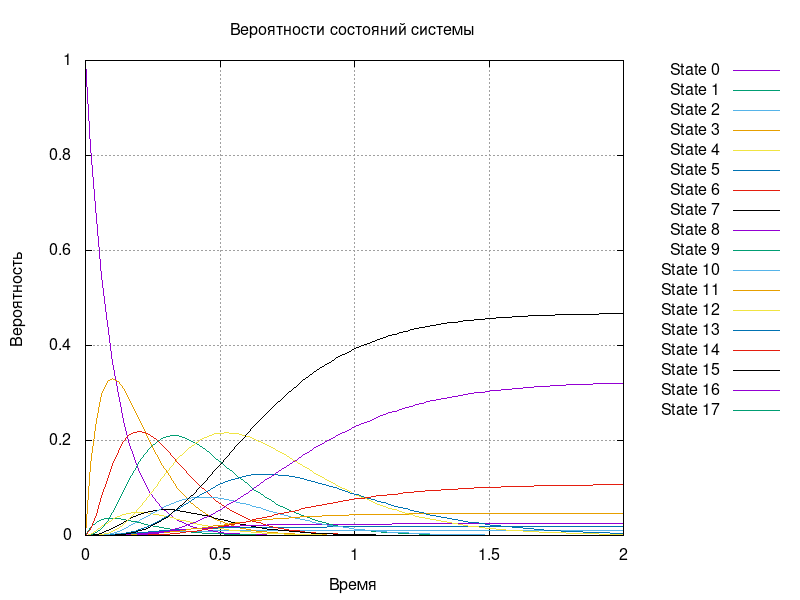 Вероятности состояний системы
Вероятность
1
0.8
0.6
0.4
0.2
0
0
0.5
1
1.5
2
Время
State 0
State 1
State 2
State 3
State 4
State 5
State 6
State 7
State 8
State 9
State 10
State 11
State 12
State 13
State 14
State 15
State 16
State 17